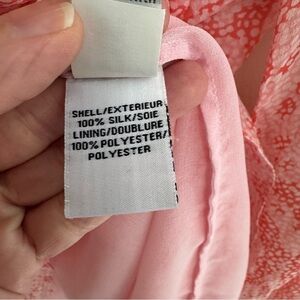 SHELL/EXTERIEUR
100% SILK/SOIE
LINING/DOUBLURE
100% POLYESTER/
POLYESTER